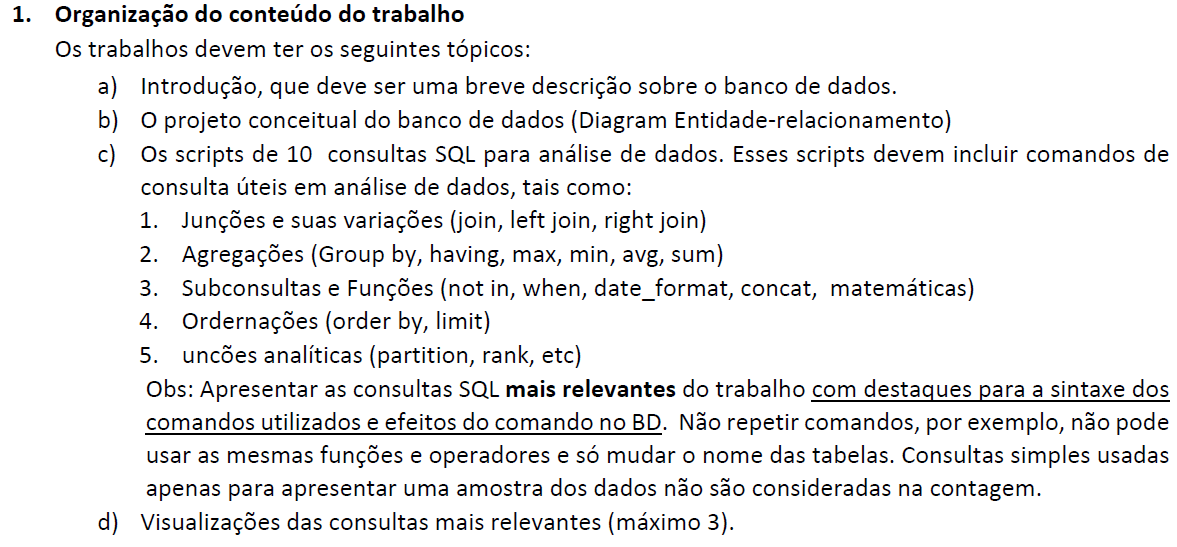 1. Organização do conteúdo do trabalho
Os trabalhos devem ter os seguintes tópicos:
a) Introdução, que deve ser uma breve descrição sobre o banco de dados.
b) O projeto conceitual do banco de dados (Diagram Entidade-relacionamento)
c) Os scripts de 10 consultas SQL para análise de dados. Esses scripts devem incluir comandos de
consulta úteis em análise de dados, tais como:
1. Junções e suas variações (join, left join, right join)
2. Agregações (Group by, having, max, min, avg, sum)
3. Subconsultas e Funções (not in, when, date_format, concat, matemáticas)
4. Ordernações (order by, limit)
5. uncões analíticas (partition, rank, etc)
Obs: Apresentar as consultas SQL mais relevantes do trabalho com destaques para a sintaxe dos
comandos utilizados e efeitos do comando no BD. Não repetir comandos, por exemplo, não pode
usar as mesmas funções e operadores e só mudar o nome das tabelas. Consultas simples usadas
apenas para apresentar uma amostra dos dados não são consideradas na contagem.
d) Visualizações das consultas mais relevantes (máximo 3).